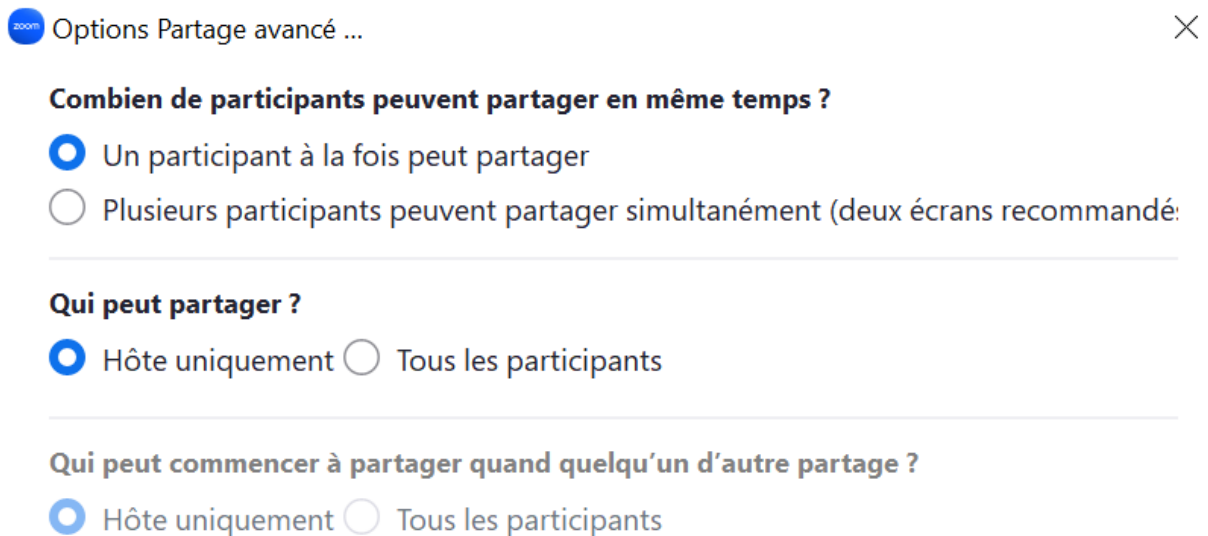 zoom Options Partage avancé ...
Combien de participants peuvent partager en même temps ?
Un participant à la fois peut partager
Plusieurs participants peuvent partager simultanément (deux écrans recommandés
Qui peut partager ?
Hôte uniquement Tous les participants
Qui peut commencer à partager quand quelqu’un d’autre partage ?
Hôte uniquement Tous les participants